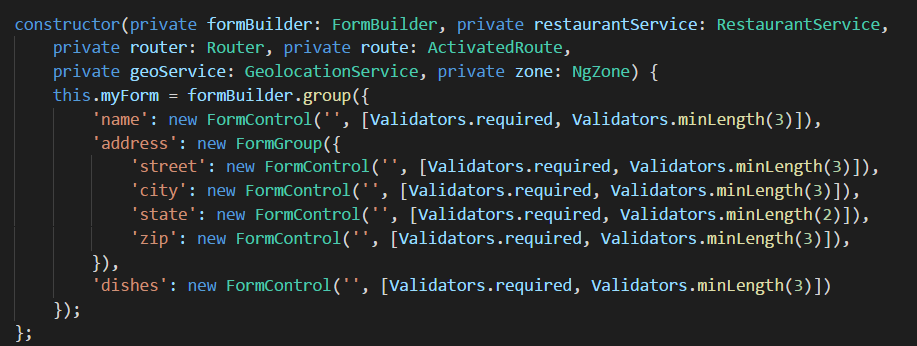 constructor(private formBuilder: FormBuilder, private restaurantService: RestaurantService,
    private router: Router, private route: ActivatedRoute,
    private geoService: GeolocationService, private zone: NgZone) {
    this.myForm = formBuilder.group({
        'name': new FormControl('', [Validators.required, Validators.minLength(3)]),
        'address': new FormGroup({
            'street': new FormControl('', [Validators.required, Validators.minLength(3)]),
            'city': new FormControl('', [Validators.required, Validators.minLength(3)]),
            'state': new FormControl('', [Validators.required, Validators.minLength(2)]),
            'zip': new FormControl('', [Validators.required, Validators.minLength(3)]),
        }),
        'dishes': new FormControl('', [Validators.required, Validators.minLength(3)])
    });
};